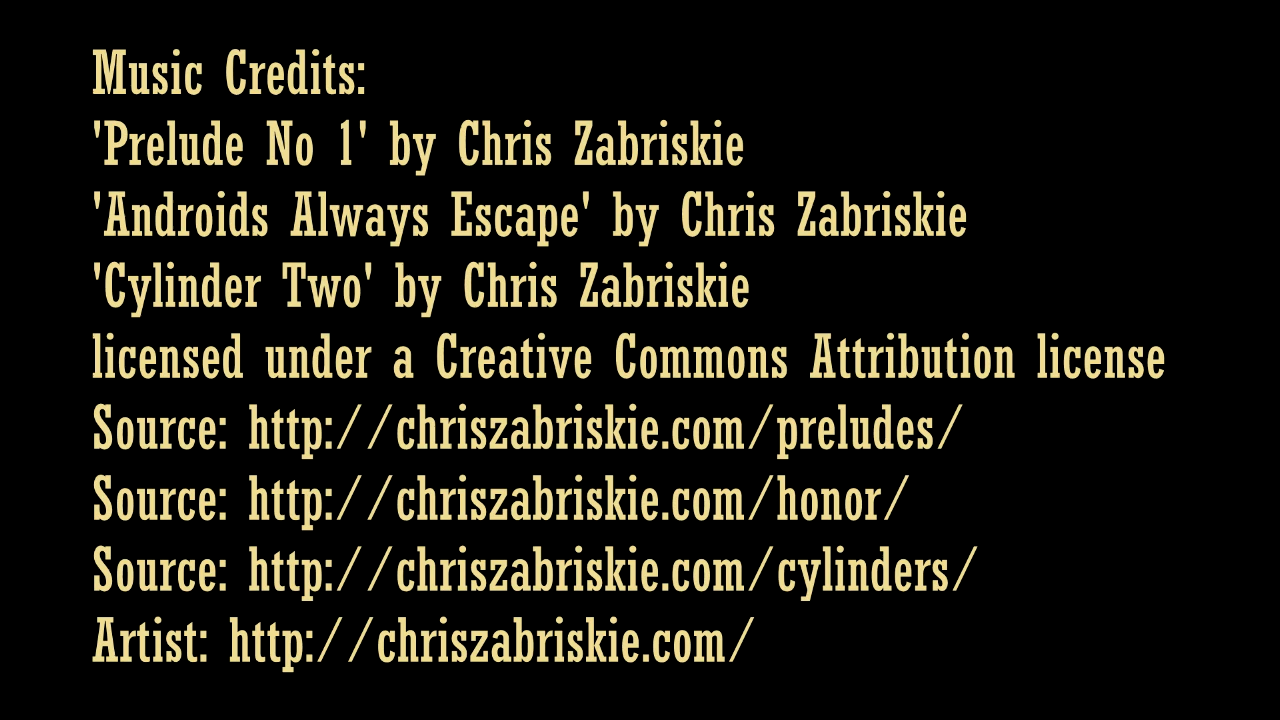 Music Credits:
'Prelude No 1' by Chris Zabriskie
'Androids Always Escape' by Chris Zabriskie
'Cylinder Two' by Chris Zabriskie
licensed under a Creative Commons Attribution license
Source: http://chriszabriskie.com/preludes/
Source: http://chriszabriskie.com/honor/
Source: http://chriszabriskie.com/cylinders/
Artist: http://chriszabriskie.com/